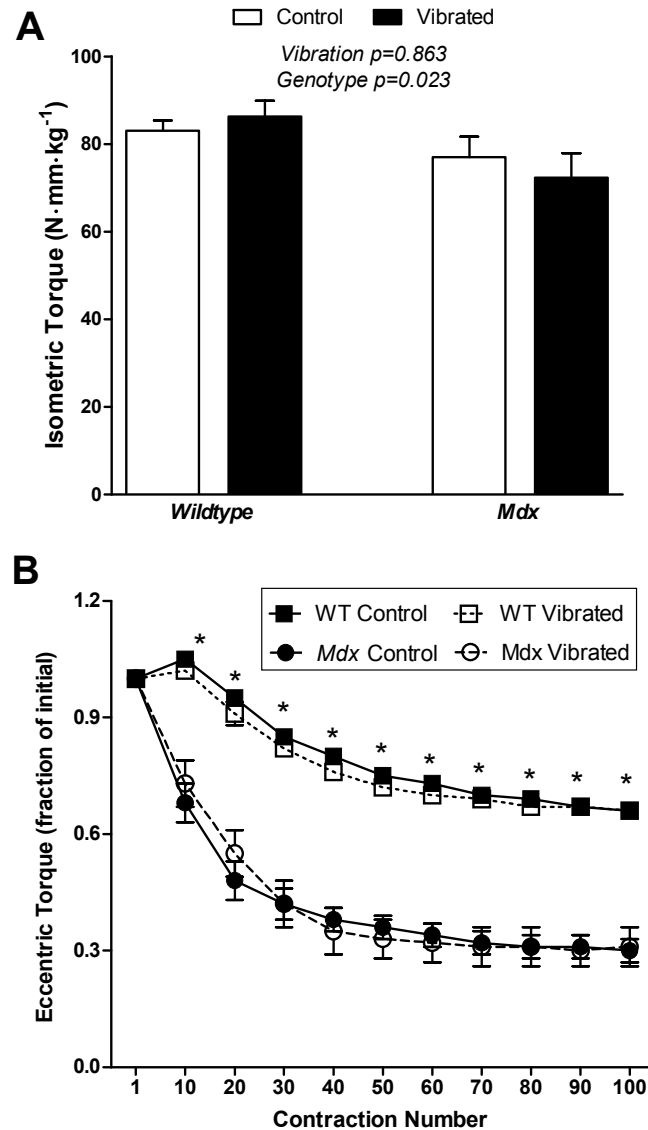 A
Control Vibrated
Vibration p=0.863
Genotype p=0.023
Isometric Torque (N·mm·kg⁻¹)
100
80
60
40
20
0
Wildtype Mdx
B
WT Control WT Vibrated
Mdx Control Mdx Vibrated
Eccentric Torque (fraction of initial)
1.2
0.9
0.6
0.3
0.0
* * * * * * * * * *
1 10 20 30 40 50 60 70 80 90 100
Contraction Number